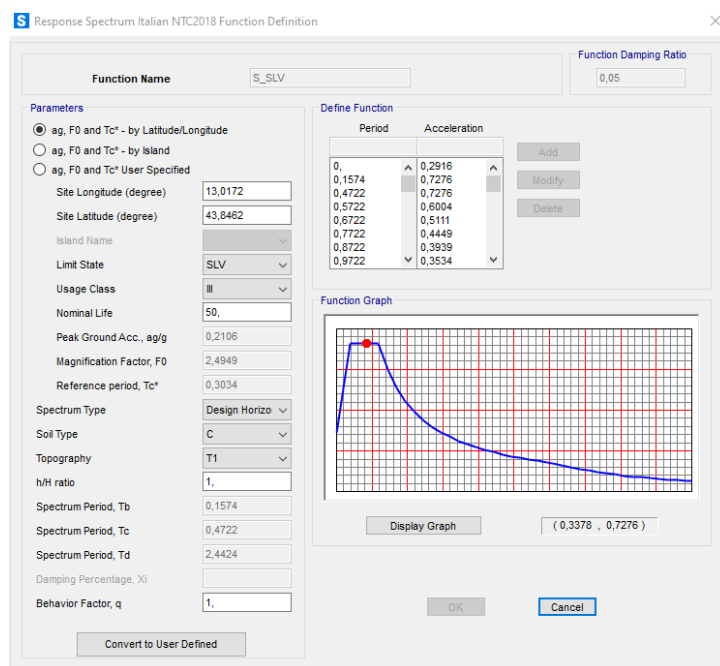 S Response Spectrum Italian NTC2018 Function Definition
Function Name
S_SLV
Function Damping Ratio
0,05
Parameters
ag, F0 and Tc* - by Latitude/Longitude
ag, F0 and Tc* - by Island
ag, F0 and Tc* User Specified
Site Longitude (degree) 13,0172
Site Latitude (degree) 43,8462
Island Name
Limit State SLV
Usage Class III
Nominal Life 50,
Peak Ground Acc., ag/g 0,2106
Magnification Factor, F0 2,4949
Reference period, Tc* 0,3034
Spectrum Type Design Horizo
Soil Type C
Topography T1
h/H ratio 1,
Spectrum Period, Tb 0,1574
Spectrum Period, Tc 0,4722
Spectrum Period, Td 2,4424
Damping Percentage, Xi
Behavior Factor, q 1,
Convert to User Defined
Define Function
Period Acceleration
0, 0,2916
0,1574 0,7276
0,4722 0,7276
0,5722 0,6004
0,6722 0,5111
0,7722 0,4449
0,8722 0,3939
0,9722 0,3534
Add
Modify
Delete
Function Graph
Display Graph
( 0,3378 , 0,7276 )
OK
Cancel